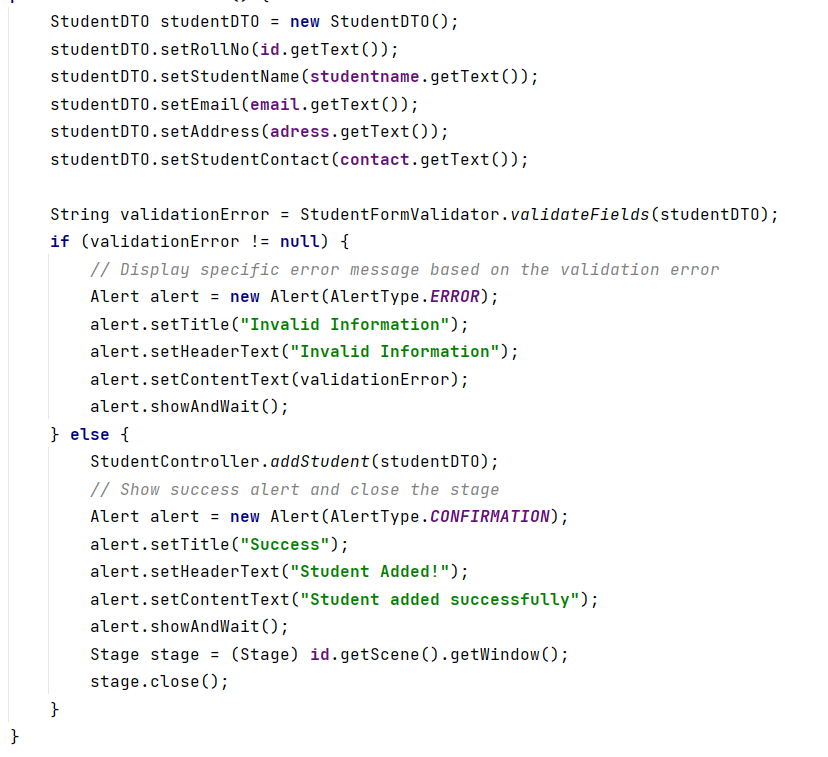 StudentDTO studentDTO = new StudentDTO();
studentDTO.setRollNo(id.getText());
studentDTO.setStudentName(studentname.getText());
studentDTO.setEmail(email.getText());
studentDTO.setAddress(adress.getText());
studentDTO.setStudentContact(contact.getText());
String validationError = StudentFormValidator.validateFields(studentDTO);
if (validationError != null) {
// Display specific error message based on the validation error
Alert alert = new Alert(AlertType.ERROR);
alert.setTitle("Invalid Information");
alert.setHeaderText("Invalid Information");
alert.setContentText(validationError);
alert.showAndWait();
} else {
StudentController.addStudent(studentDTO);
// Show success alert and close the stage
Alert alert = new Alert(AlertType.CONFIRMATION);
alert.setTitle("Success");
alert.setHeaderText("Student Added!");
alert.setContentText("Student added successfully");
alert.showAndWait();
Stage stage = (Stage) id.getScene().getWindow();
stage.close();
}
}